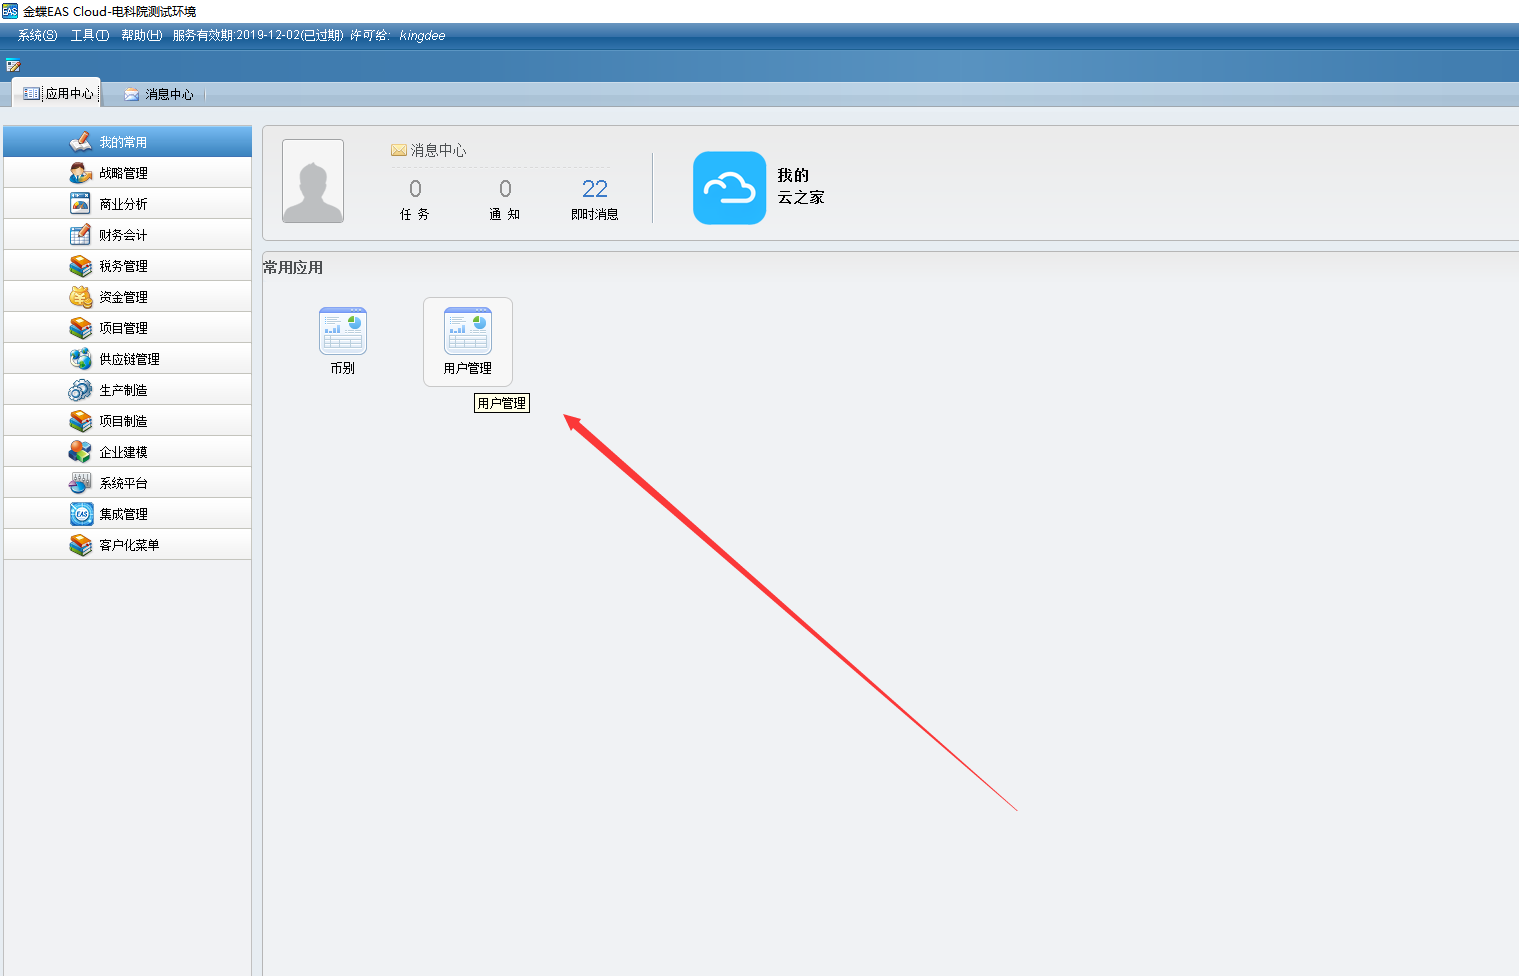 金蝶EAS Cloud-电科院测试环境
系统(S) 工具(T) 帮助(H) 服务有效期:2019-12-02(已过期) 许可给: kingdee
应用中心 消息中心
我的常用
战略管理
商业分析
财务会计
税务管理
资金管理
项目管理
供应链管理
生产制造
项目制造
企业建模
系统平台
EAS 集成管理
客户化菜单
消息中心
0 0 22
任 务 通 知 即时消息
我的
云之家
常用应用
币别 用户管理
用户管理